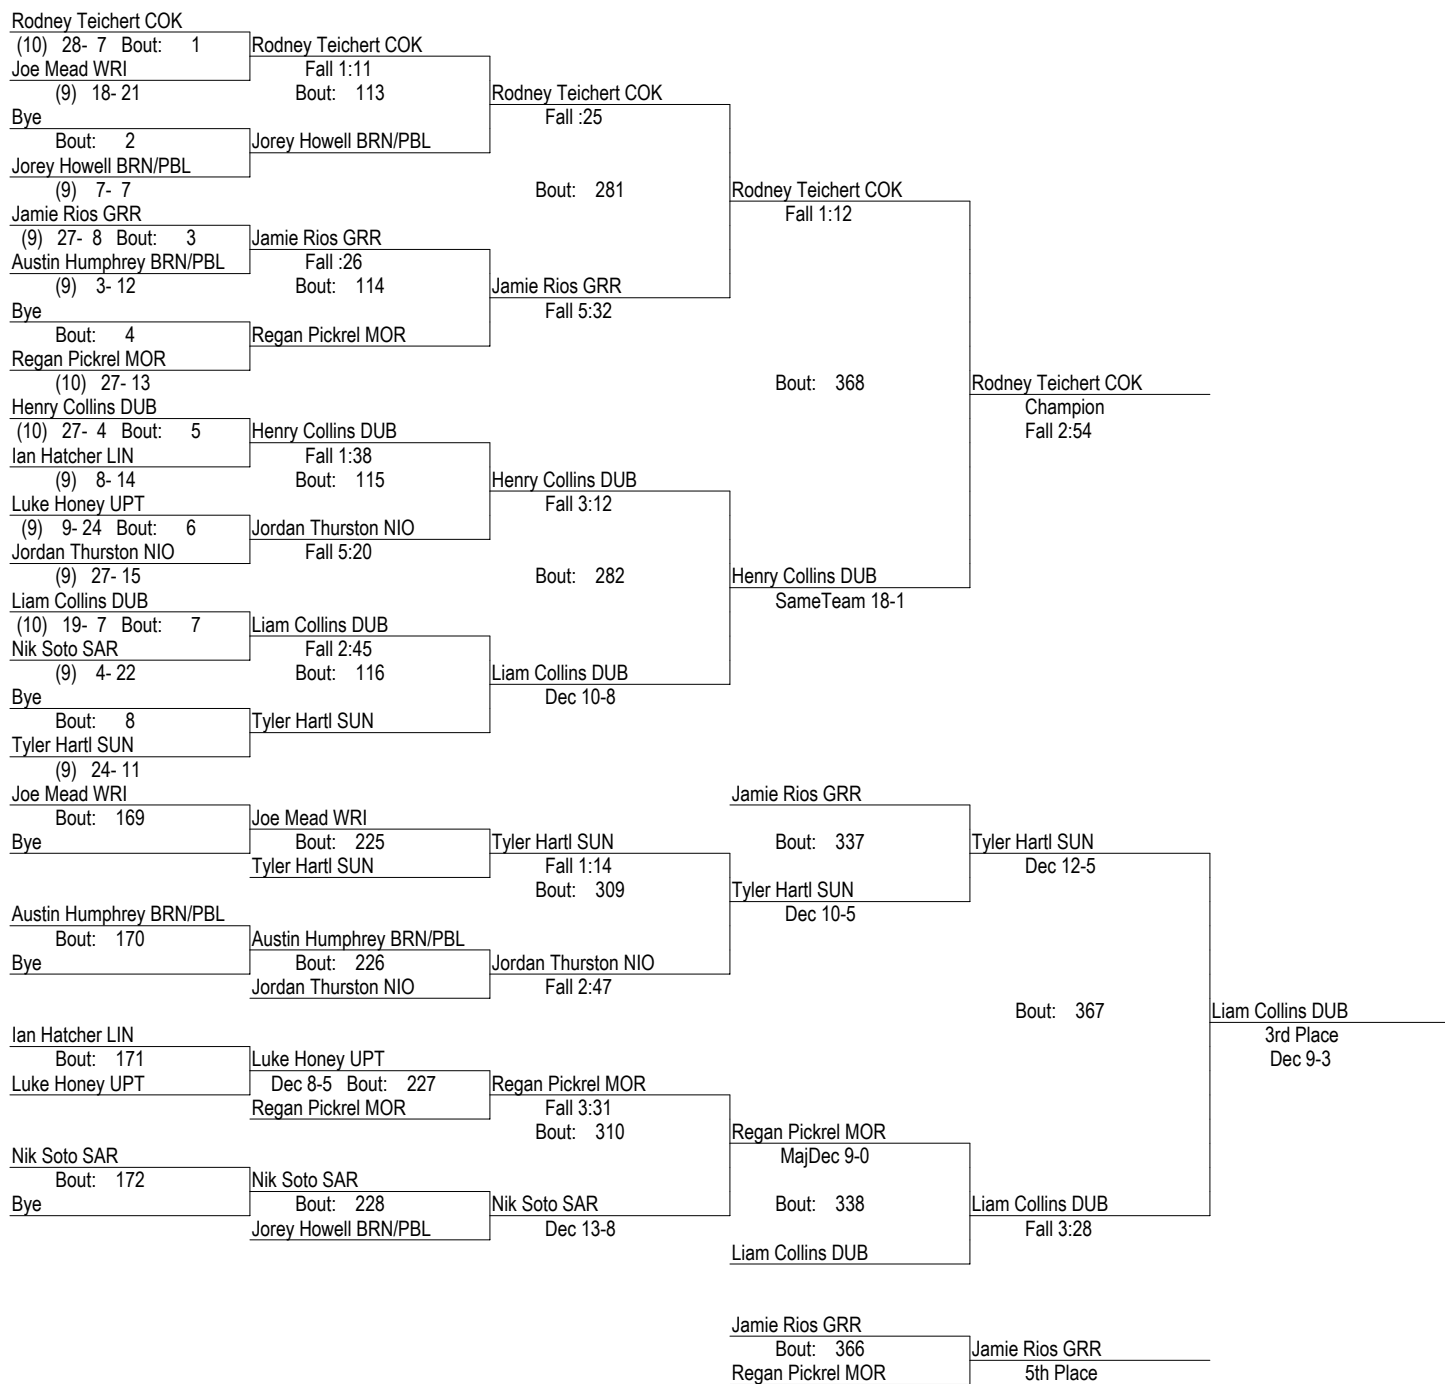 Rodney Teichert COK
(10) 28- 7 Bout: 1
Rodney Teichert COK
Joe Mead WRI
Fall 1:11
(9) 18- 21
Bout: 113
Rodney Teichert COK
Bye
Fall :25
Bout: 2
Jorey Howell BRN/PBL
Jorey Howell BRN/PBL
(9) 7- 7
Bout: 281
Rodney Teichert COK
Jamie Rios GRR
Fall 1:12
(9) 27- 8 Bout: 3
Jamie Rios GRR
Austin Humphrey BRN/PBL
Fall :26
(9) 3- 12
Bout: 114
Jamie Rios GRR
Bye
Fall 5:32
Bout: 4
Regan Pickrel MOR
Regan Pickrel MOR
(10) 27- 13
Bout: 368
Rodney Teichert COK
Henry Collins DUB
Champion
(10) 27- 4 Bout: 5
Henry Collins DUB
Fall 2:54
Ian Hatcher LIN
Fall 1:38
(9) 8- 14
Bout: 115
Henry Collins DUB
Luke Honey UPT
Fall 3:12
(9) 9- 24 Bout: 6
Jordan Thurston NIO
Jordan Thurston NIO
Fall 5:20
(9) 27- 15
Bout: 282
Henry Collins DUB
Liam Collins DUB
SameTeam 18-1
(10) 19- 7 Bout: 7
Liam Collins DUB
Nik Soto SAR
Fall 2:45
(9) 4- 22
Bout: 116
Liam Collins DUB
Bye
Dec 10-8
Bout: 8
Tyler Hartl SUN
Tyler Hartl SUN
(9) 24- 11
Joe Mead WRI
Jamie Rios GRR
Bout: 169
Joe Mead WRI
Bye
Bout: 225
Tyler Hartl SUN
Bout: 337
Tyler Hartl SUN
Tyler Hartl SUN
Fall 1:14
Dec 12-5
Bout: 309
Tyler Hartl SUN
Austin Humphrey BRN/PBL
Dec 10-5
Bout: 170
Austin Humphrey BRN/PBL
Bye
Bout: 226
Jordan Thurston NIO
Jordan Thurston NIO
Fall 2:47
Bout: 367
Liam Collins DUB
Ian Hatcher LIN
3rd Place
Bout: 171
Luke Honey UPT
Dec 9-3
Luke Honey UPT
Dec 8-5 Bout: 227
Regan Pickrel MOR
Regan Pickrel MOR
Fall 3:31
Bout: 310
Regan Pickrel MOR
Nik Soto SAR
MajDec 9-0
Bout: 172
Nik Soto SAR
Bye
Bout: 228
Nik Soto SAR
Bout: 338
Liam Collins DUB
Jorey Howell BRN/PBL
Dec 13-8
Fall 3:28
Liam Collins DUB
Jamie Rios GRR
Bout: 366
Jamie Rios GRR
Regan Pickrel MOR
5th Place